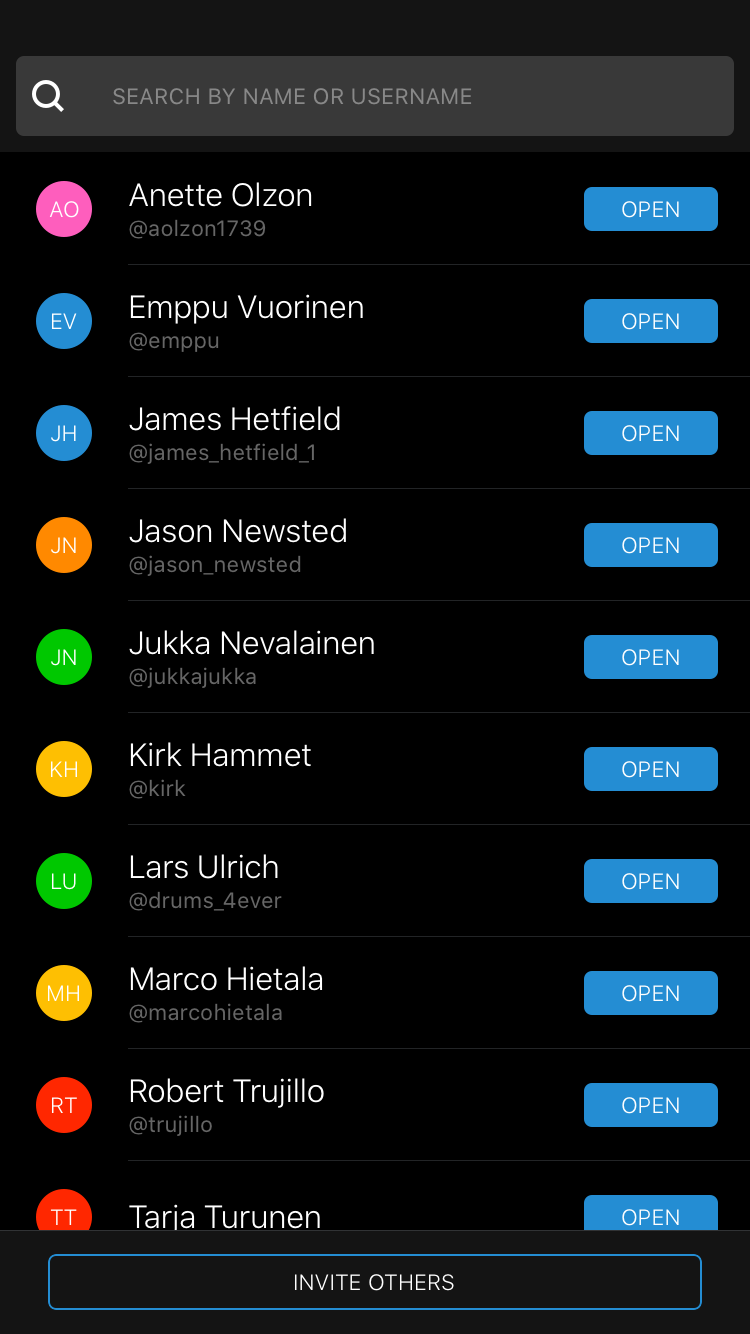 SEARCH BY NAME OR USERNAME
AO
Anette Olzon
@aolzon1739
OPEN
EV
Emppu Vuorinen
@emppu
OPEN
JH
James Hetfield
@james_hetfield_1
OPEN
JN
Jason Newsted
@jason_newsted
OPEN
JN
Jukka Nevalainen
@jukkajukka
OPEN
KH
Kirk Hammet
@kirk
OPEN
LU
Lars Ulrich
@drums_4ever
OPEN
MH
Marco Hietala
@marcohietala
OPEN
RT
Robert Trujillo
@trujillo
OPEN
TT
Tarja Turunen
OPEN
INVITE OTHERS